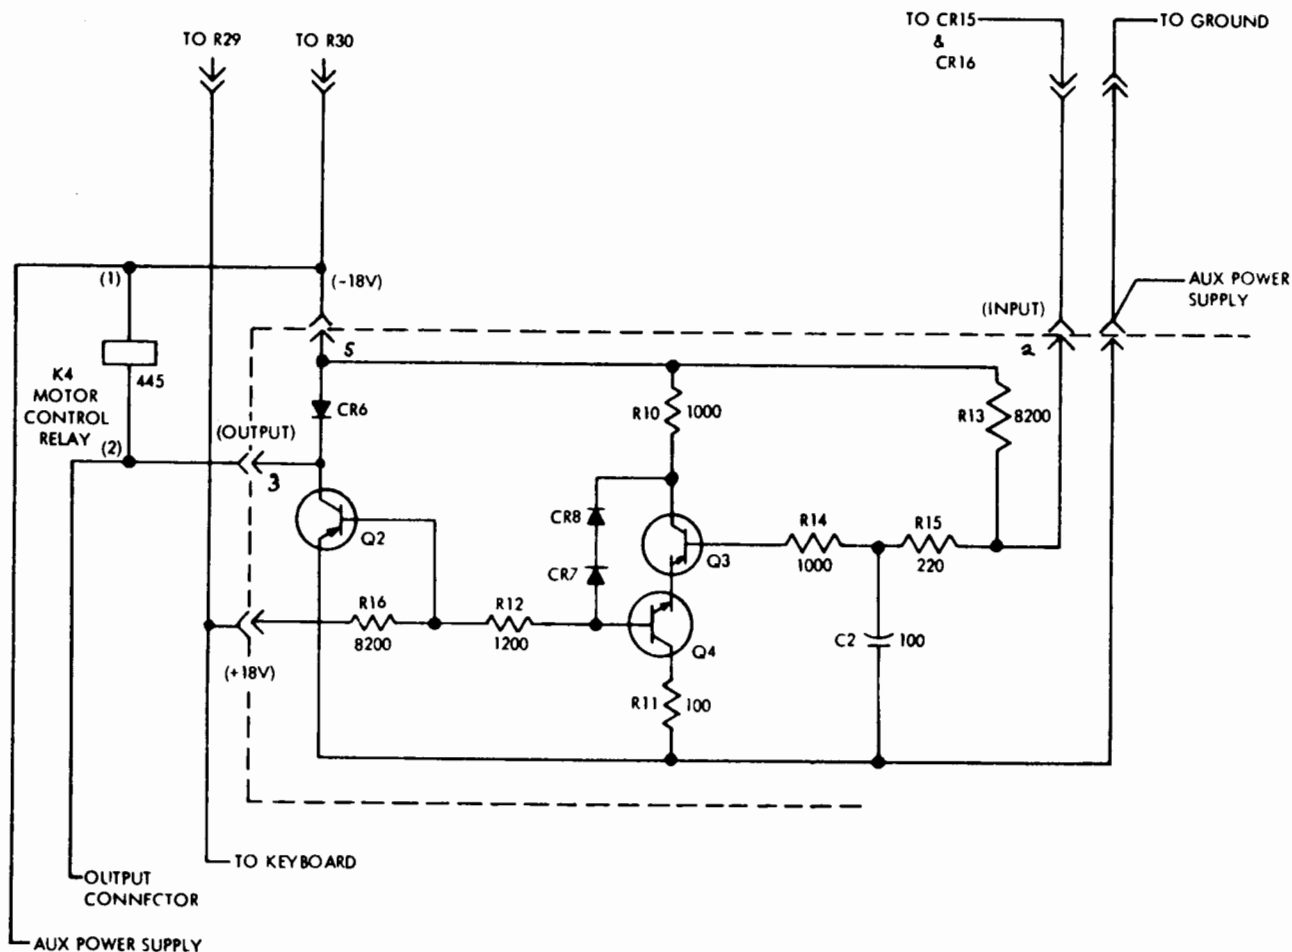 TO R29
TO R30
TO CR15
&
CR16
TO GROUND
(1)
(-18V)
AUX POWER
SUPPLY
(INPUT)
2
5
K4
MOTOR
CONTROL
RELAY
445
CR6
R10
1000
R13
8200
(OUTPUT)
(2)
3
CR8
Q2
CR7
Q3
R14
1000
R15
220
R16
8200
R12
1200
Q4
C2
100
(+18V)
R11
100
TO KEYBOARD
OUTPUT
CONNECTOR
AUX POWER SUPPLY